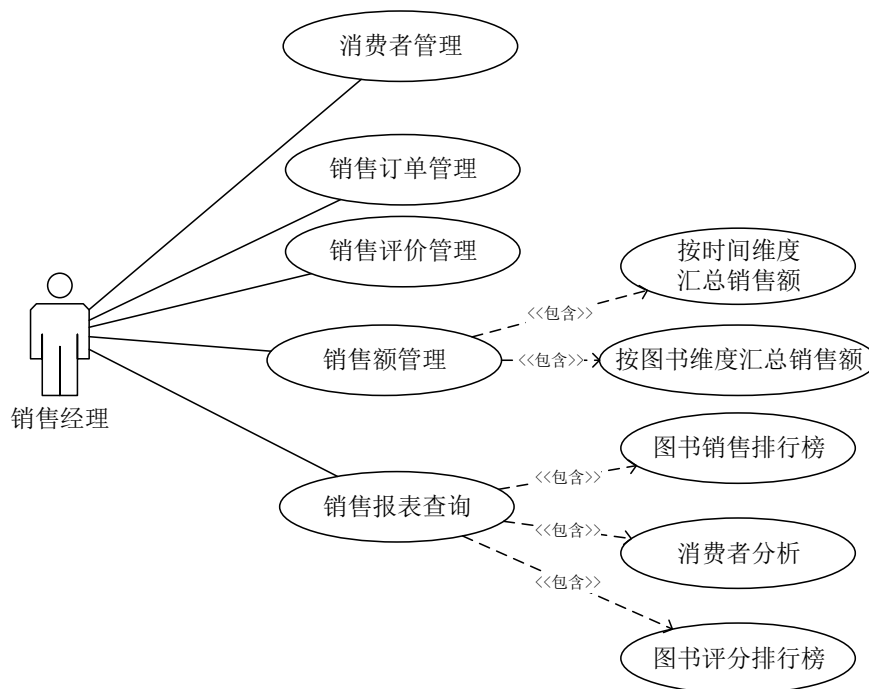 消费者管理
销售订单管理
销售评价管理
按时间维度
汇总销售额
<<包含>>
销售额管理
<<包含>>
按图书维度汇总销售额
销售经理
图书销售排行榜
<<包含>>
销售报表查询
<<包含>>
消费者分析
<<包含>>
图书评分排行榜